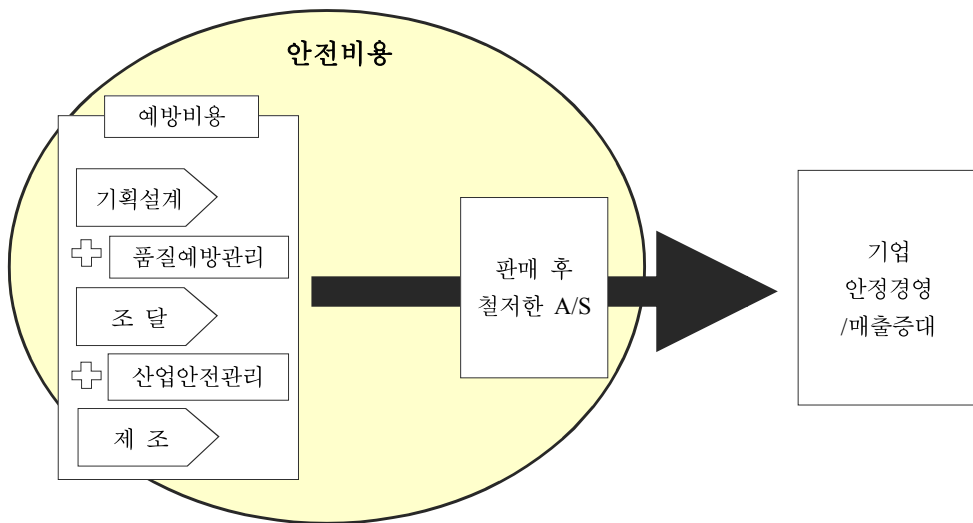 안전비용
예방비용
기획설계
품질예방관리
조 달
산업안전관리
제 조
판매 후
철저한 A/S
기업
안정경영
/매출증대